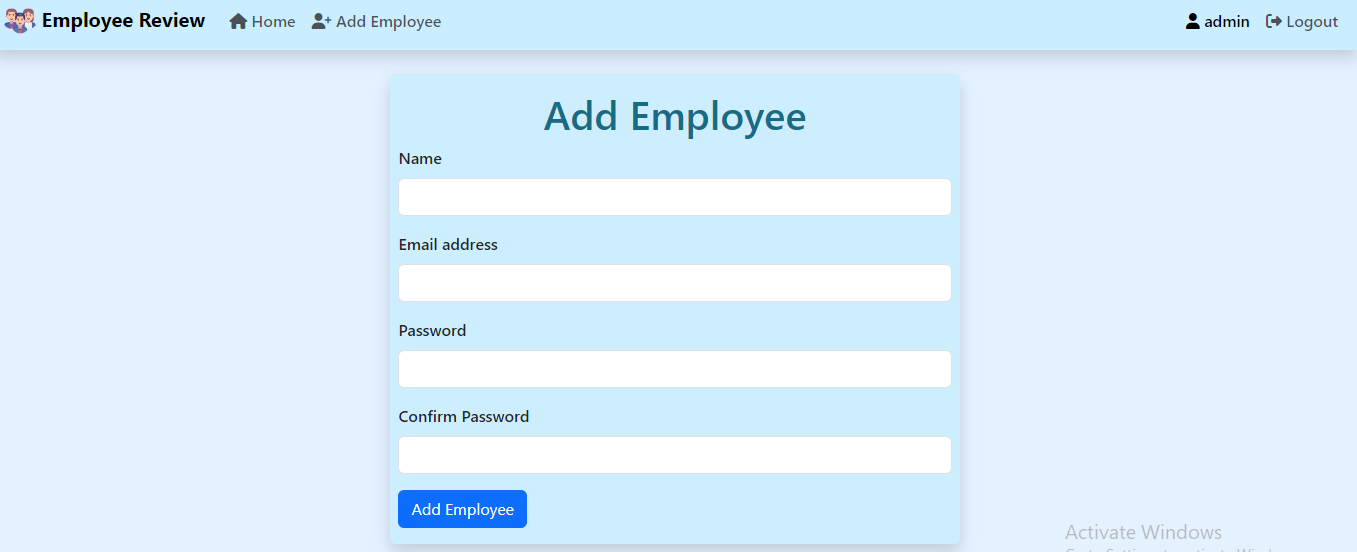 Employee Review Home Add Employee admin Logout
Add Employee
Name
Email address
Password
Confirm Password
Add Employee
Activate Windows